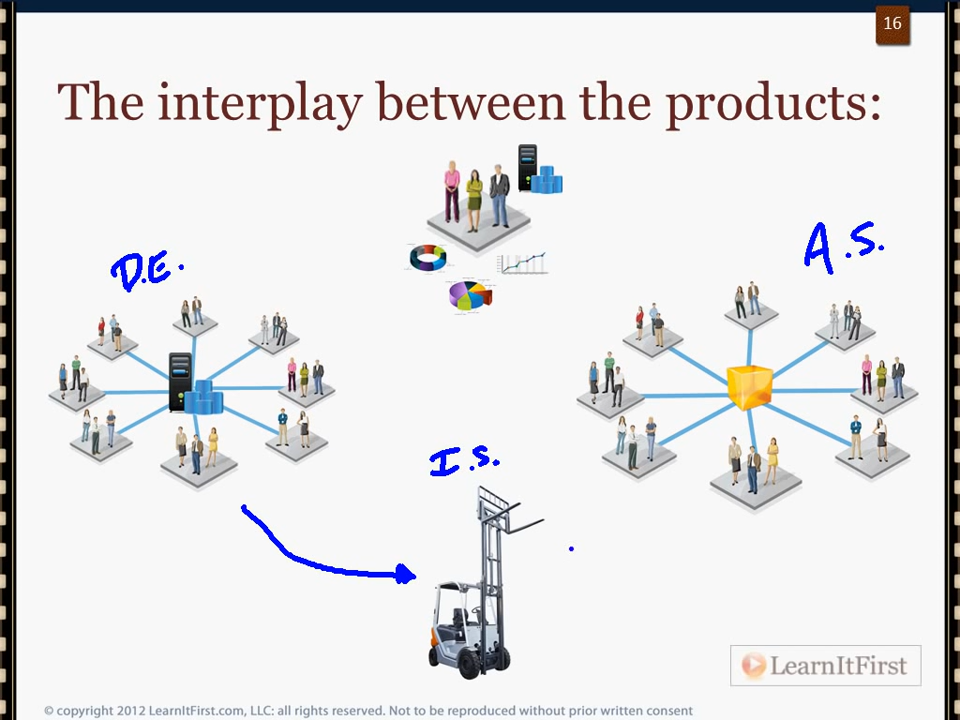 16
The interplay between the products:
D.E.
A.S.
I.S.
LearnItFirst
© copyright 2012 LearnItFirst.com, LLC: all rights reserved. Not to be reproduced without prior written consent